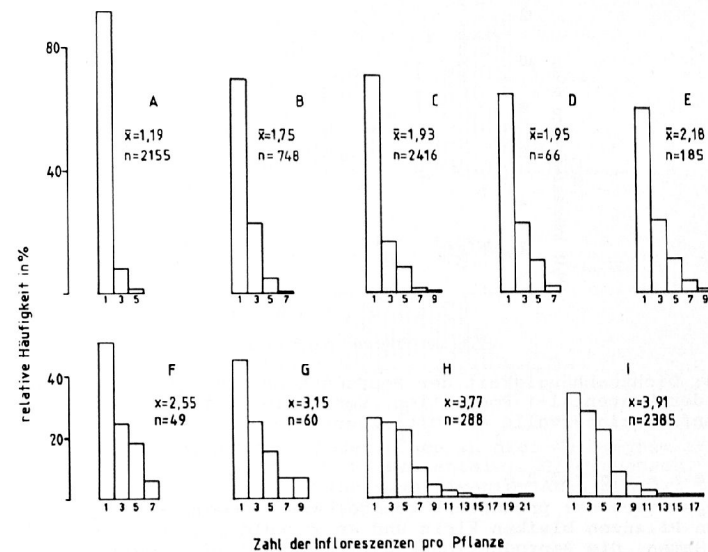 80
40
A
x̄=1,19
n=2155
1 3 5
B
x̄=1,75
n=748
1 3 5 7
C
x̄=1,93
n=2416
1 3 5 7 9
D
x̄=1,95
n=66
1 3 5 7
E
x̄=2,18
n=185
1 3 5 7 9
relative Häufigkeit in %
40
20
F
x=2,55
n=49
1 3 5 7
G
x=3,15
n=60
1 3 5 7 9
H
x=3,77
n=288
1 3 5 7 9 11 13 15 17 19 21
I
x=3,91
n=2385
1 3 5 7 9 11 13 15 17
Zahl der Infloreszenzen pro Pflanze